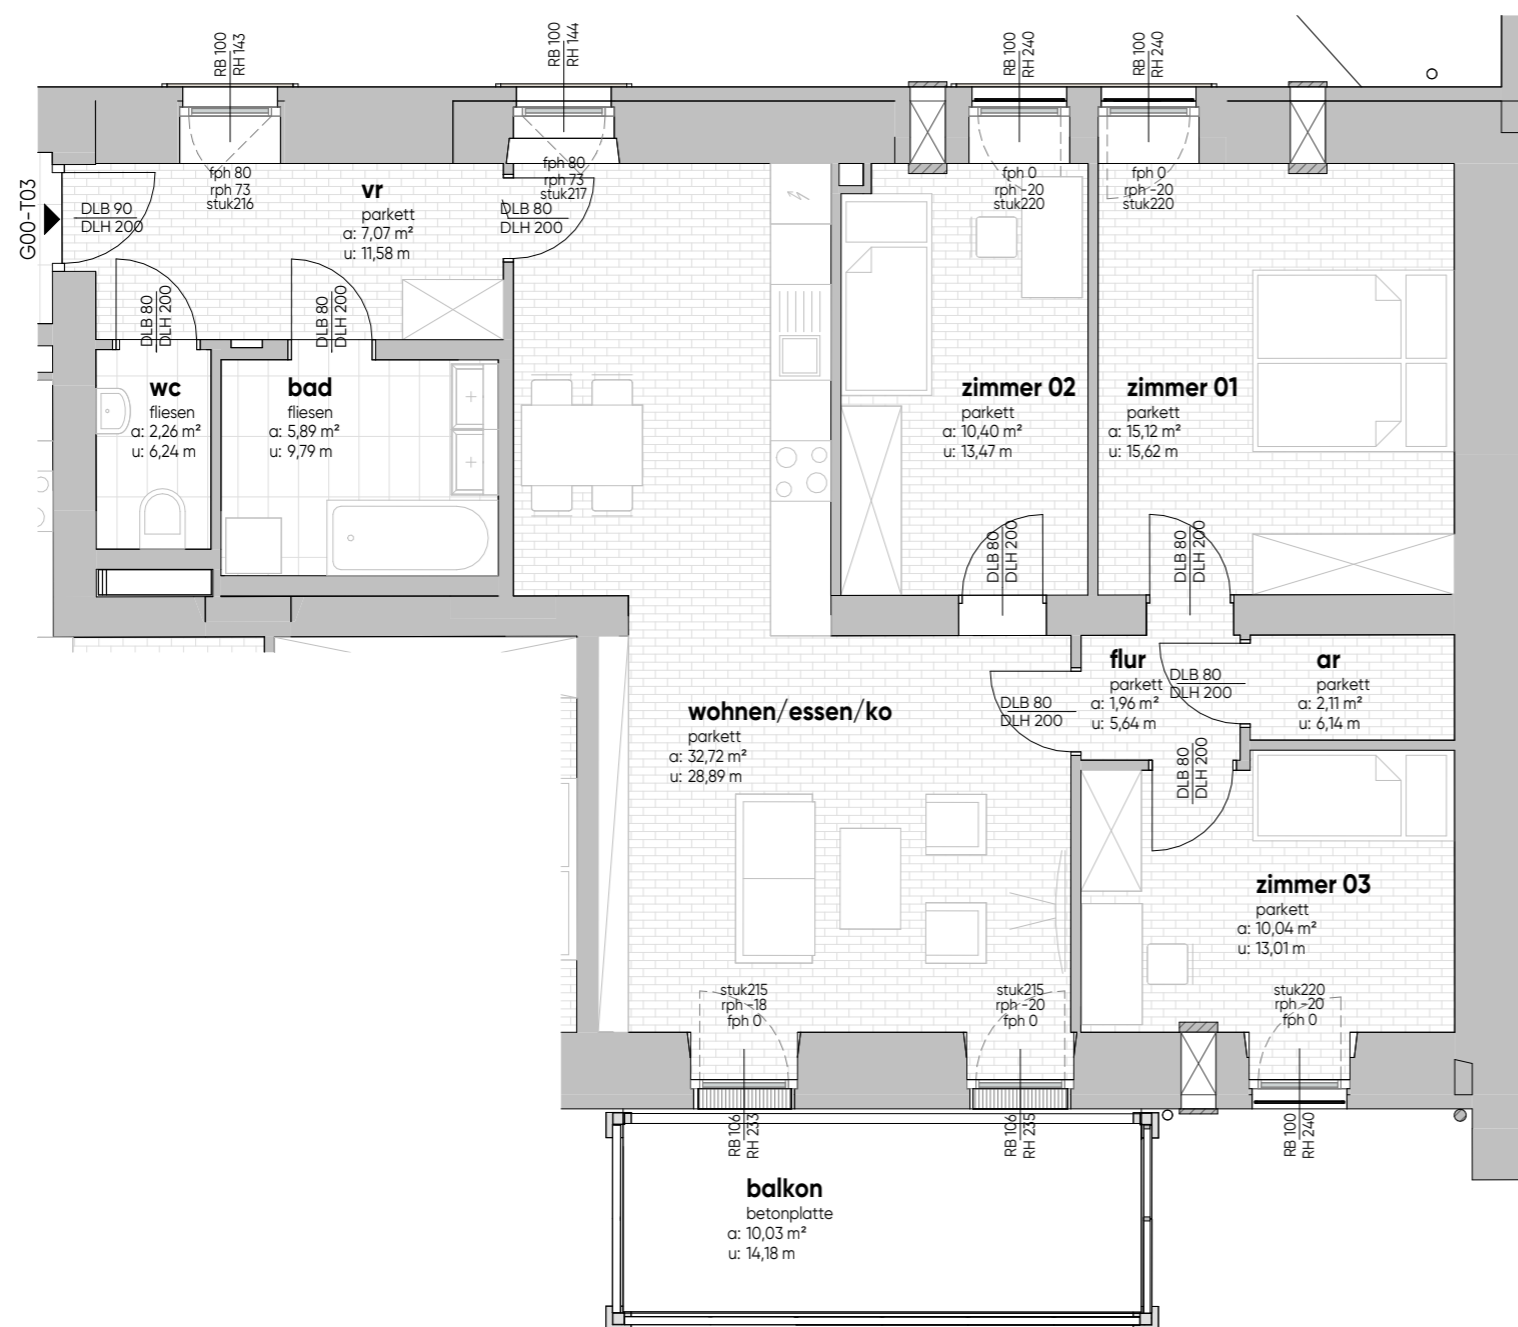 RB 100
RH 143
RB 100
RH 144
RB 100
RH 240
RB 100
RH 240
fph 80
rph 73
stuk216
fph 80
rph 73
stuk217
fph 0
rph -20
stuk220
fph 0
rph -20
stuk220
G00-T03
DLB 90
DLH 200
vr
parkett
a: 7,07 m²
u: 11,58 m
DLB 80
DLH 200
DLB 80
DLH 200
DLB 80
DLH 200
wc
fliesen
a: 2,26 m²
u: 6,24 m
bad
fliesen
a: 5,89 m²
u: 9,79 m
zimmer 02
parkett
a: 10,40 m²
u: 13,47 m
zimmer 01
parkett
a: 15,12 m²
u: 15,62 m
DLB 80
DLH 200
DLB 80
DLH 200
wohnen/essen/ko
parkett
a: 32,72 m²
u: 28,89 m
DLB 80
DLH 200
flur
parkett
a: 1,96 m²
u: 5,64 m
DLB 80
DLH 200
ar
parkett
a: 2,11 m²
u: 6,14 m
DLB 80
DLH 200
zimmer 03
parkett
a: 10,04 m²
u: 13,01 m
stuk215
rph -18
fph 0
stuk215
rph -20
fph 0
stuk220
rph -20
fph 0
RB 106
RH 233
RB 106
RH 235
RB 100
RH 240
balkon
betonplatte
a: 10,03 m²
u: 14,18 m